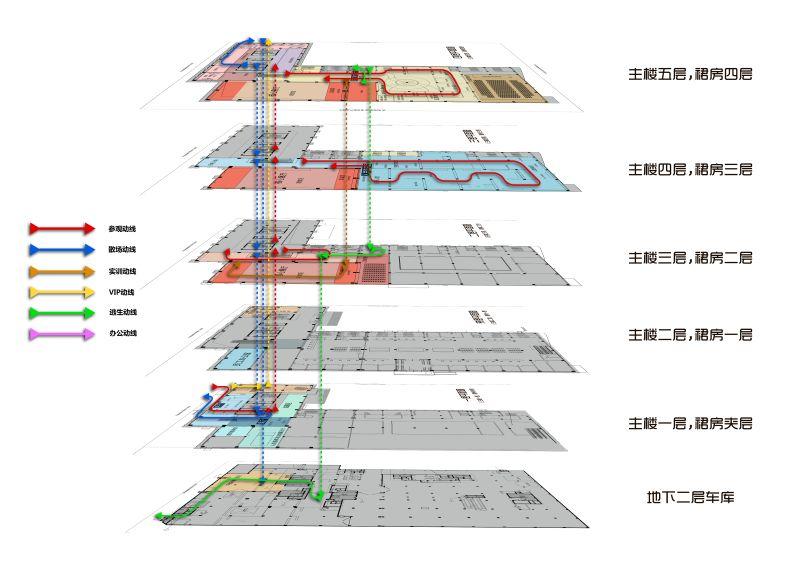 主楼五层,裙房四层
主楼四层,裙房三层
参观动线
散场动线
主楼三层,裙房二层
实训动线
VIP动线
逃生动线
办公动线
主楼二层,裙房一层
主楼一层,裙房夹层
地下二层车库